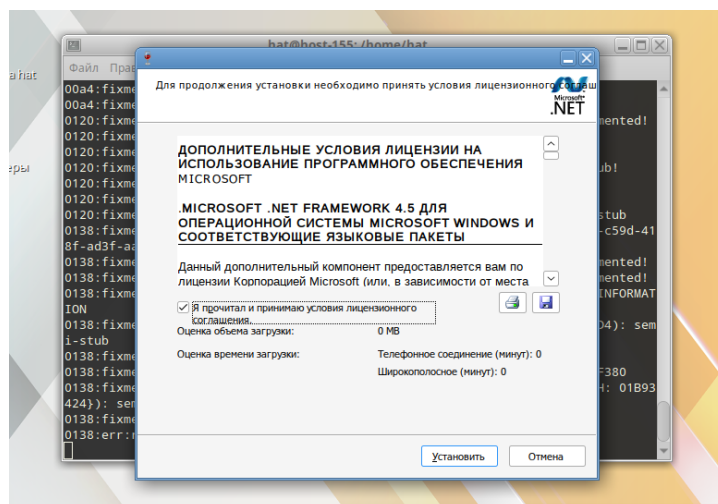 hat@host-155: /home/hat
a hat
еры
Файл Прав
00a4:fixme
00a4:fixme
0120:fixme mented!
0120:fixme
0120:fixme
0120:fixme ub!
0120:fixme
0120:fixme
0120:fixme stub
0138:fixme -c59d-41
8f-ad3f-aa
0138:fixme mented!
0138:fixme mented!
0138:fixme INFORMAT
ION
0138:fixme 04): sem
i-stub
0138:fixme
0138:fixme F380
0138:fixme H: 01B93
424}): sem
0138:fixme
0138:err:r
Для продолжения установки необходимо принять условия лицензионного соглаш
Microsoft
.NET
ДОПОЛНИТЕЛЬНЫЕ УСЛОВИЯ ЛИЦЕНЗИИ НА
ИСПОЛЬЗОВАНИЕ ПРОГРАММНОГО ОБЕСПЕЧЕНИЯ
MICROSOFT
.MICROSOFT .NET FRAMEWORK 4.5 ДЛЯ
ОПЕРАЦИОННОЙ СИСТЕМЫ MICROSOFT WINDOWS И
СООТВЕТСТВУЮЩИЕ ЯЗЫКОВЫЕ ПАКЕТЫ
Данный дополнительный компонент предоставляется вам по
лицензии Корпорацией Microsoft (или, в зависимости от места
Я прочитал и принимаю условия лицензионного
соглашения.
Оценка объема загрузки: 0 MB
Оценка времени загрузки: Телефонное соединение (минут): 0
Широкополосное (минут): 0
Установить Отмена